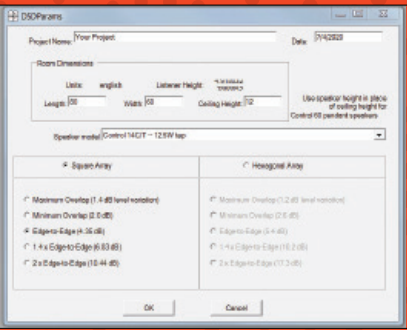 DSDParams
Project Name: Your Project
Date: 7/4/2020
Room Dimensions
Units: english Listener Height:
Length: 60 Width: 60 Ceiling Height: 12
Use speaker height in place
of ceiling height for
Control 60 pendant speakers
Speaker model Control 14C/T -- 12.5W tap
Square Array
Hexagonal Array
Maximum Overlap (1.4 dB level variation)
Maximum Overlap (1.2 dB level variation)
Minimum Overlap (2.0 dB)
Minimum Overlap (2.6 dB)
Edge-to-Edge (4.35 dB)
Edge-to-Edge (5.4 dB)
1.4 x Edge-to-Edge (6.83 dB)
1.4 x Edge-to-Edge (10.2 dB)
2 x Edge-to-Edge (10.44 dB)
2 x Edge-to-Edge (11.3 dB)
OK
Cancel